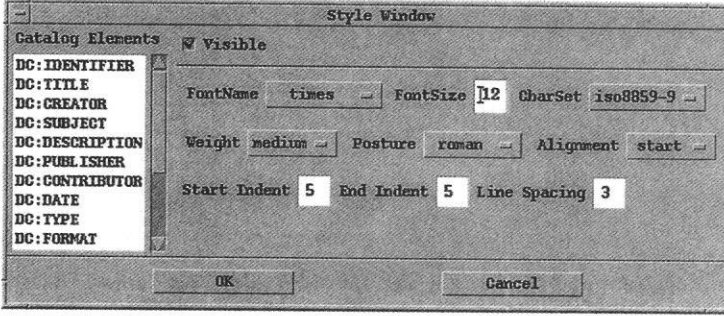 Style Window
Catalog Elements
DC:IDENTIFIER
DC:TITLE
DC:CREATOR
DC:SUBJECT
DC:DESCRIPTION
DC:PUBLISHER
DC:CONTRIBUTOR
DC:DATE
DC:TYPE
DC:FORMAT
Visible
FontName times FontSize 12 CharSet iso8859-9
Weight medium Posture roman Alignment start
Start Indent 5 End Indent 5 Line Spacing 3
OK Cancel